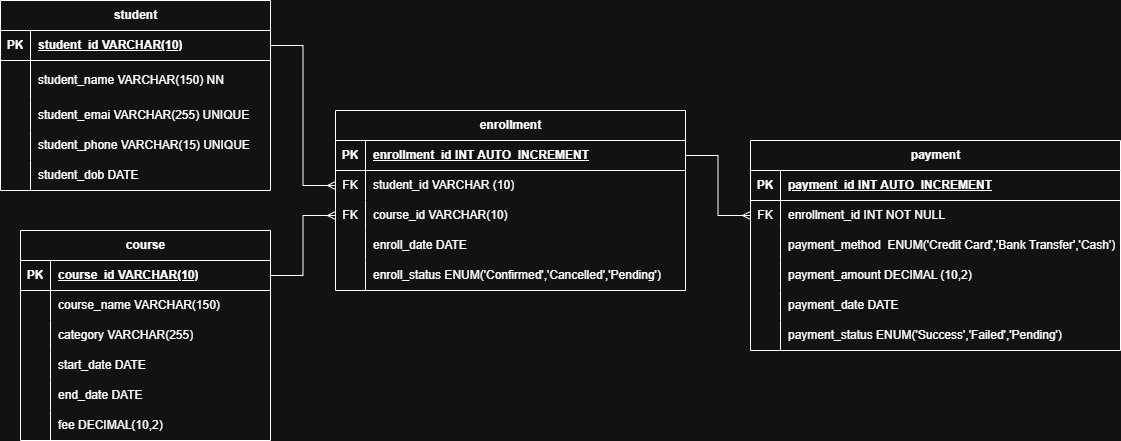 student
PK student_id VARCHAR(10)
student_name VARCHAR(150) NN
student_emai VARCHAR(255) UNIQUE
student_phone VARCHAR(15) UNIQUE
student_dob DATE
course
PK course_id VARCHAR(10)
course_name VARCHAR(150)
category VARCHAR(255)
start_date DATE
end_date DATE
fee DECIMAL(10,2)
enrollment
PK enrollment_id INT AUTO_INCREMENT
FK student_id VARCHAR (10)
FK course_id VARCHAR(10)
enroll_date DATE
enroll_status ENUM('Confirmed','Cancelled','Pending')
payment
PK payment_id INT AUTO_INCREMENT
FK enrollment_id INT NOT NULL
payment_method ENUM('Credit Card','Bank Transfer','Cash')
payment_amount DECIMAL (10,2)
payment_date DATE
payment_status ENUM('Success','Failed','Pending')